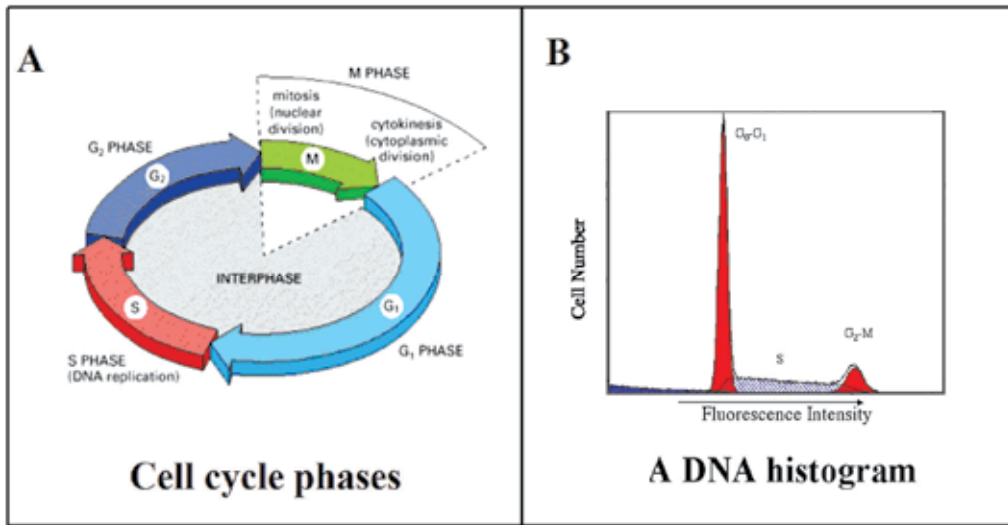 A
M PHASE
mitosis
(nuclear
division)
cytokinesis
(cytoplasmic
division)
G₂ PHASE
M
G₂
INTERPHASE
S
G₁
G₁ PHASE
S PHASE
(DNA replication)
Cell cycle phases
B
G₀-G₁
Cell Number
G₂-M
S
Fluorescence Intensity
A DNA histogram